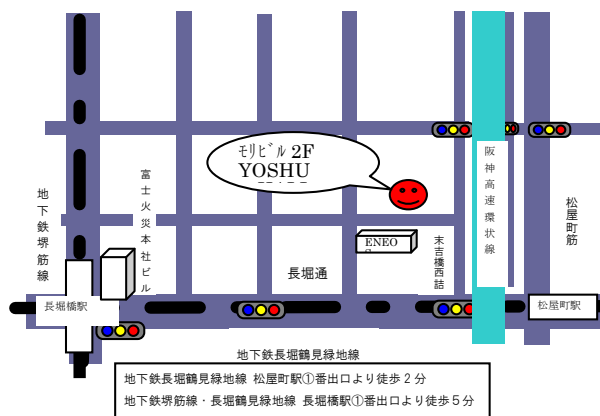 ﾓﾘﾋﾞﾙ 2F
YOSHU
地下鉄堺筋線
富士火災本社ビル
阪神高速環状線
松屋町筋
ENEO
末吉橋西詰
長堀通
長堀橋駅
松屋町駅
地下鉄長堀鶴見緑地線
地下鉄長堀鶴見緑地線 松屋町駅①番出口より徒歩２分
地下鉄堺筋線・長堀鶴見緑地線 長堀橋駅①番出口より徒歩５分